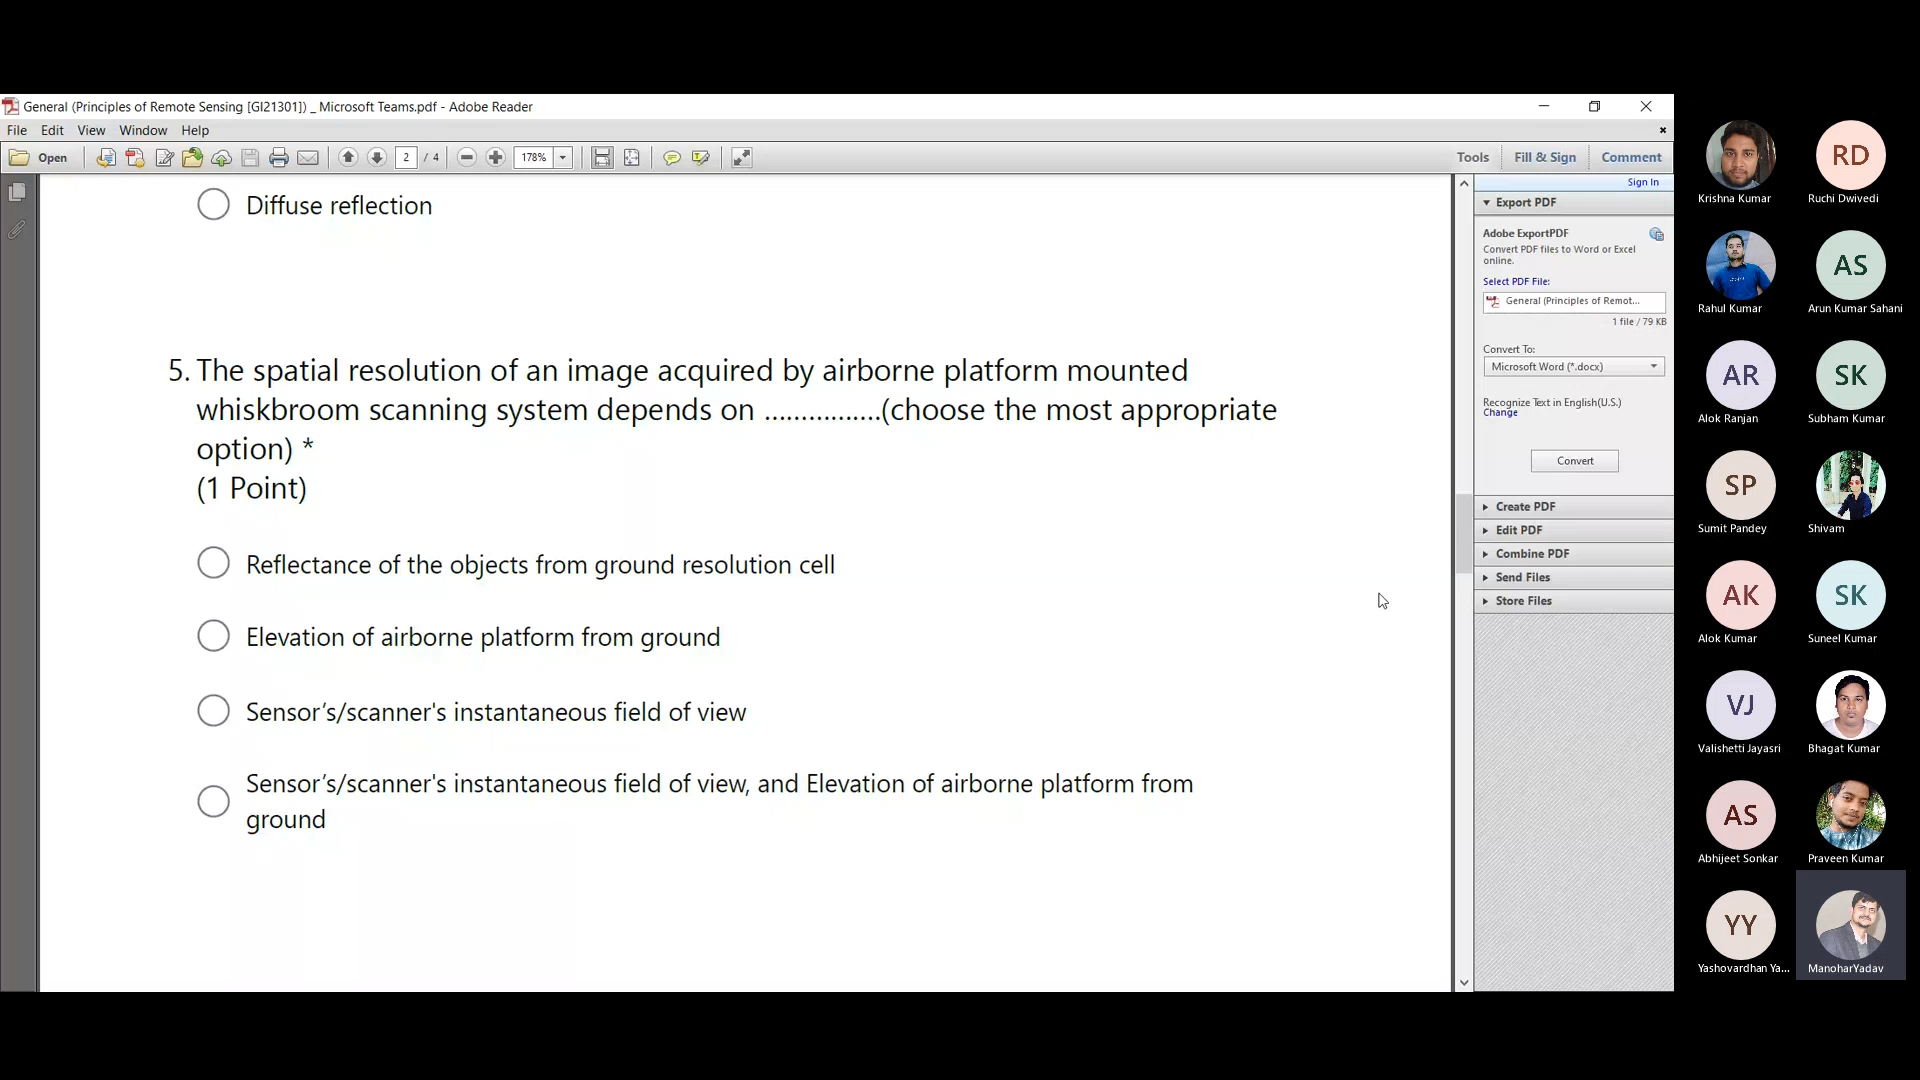 General (Principles of Remote Sensing [GI21301]) _ Microsoft Teams.pdf - Adobe Reader
File Edit View Window Help
Open 2 / 4 178% Tools Fill & Sign Comment
Sign In
Diffuse reflection
5. The spatial resolution of an image acquired by airborne platform mounted
whiskbroom scanning system depends on ................(choose the most appropriate
option) *
(1 Point)
Reflectance of the objects from ground resolution cell
Elevation of airborne platform from ground
Sensor’s/scanner's instantaneous field of view
Sensor’s/scanner's instantaneous field of view, and Elevation of airborne platform from
ground
Export PDF
Adobe ExportPDF
Convert PDF files to Word or Excel
online.
Select PDF File:
General (Principles of Remot...
1 file / 79 KB
Convert To:
Microsoft Word (*.docx)
Recognize Text in English(U.S.)
Change
Convert
Create PDF
Edit PDF
Combine PDF
Send Files
Store Files
RD
Krishna Kumar Ruchi Dwivedi
AS
Rahul Kumar Arun Kumar Sahani
AR SK
Alok Ranjan Subham Kumar
SP
Sumit Pandey Shivam
AK SK
Alok Kumar Suneel Kumar
VJ
Valishetti Jayasri Bhagat Kumar
AS
Abhijeet Sonkar Praveen Kumar
YY
Yashovardhan Ya... ManoharYadav